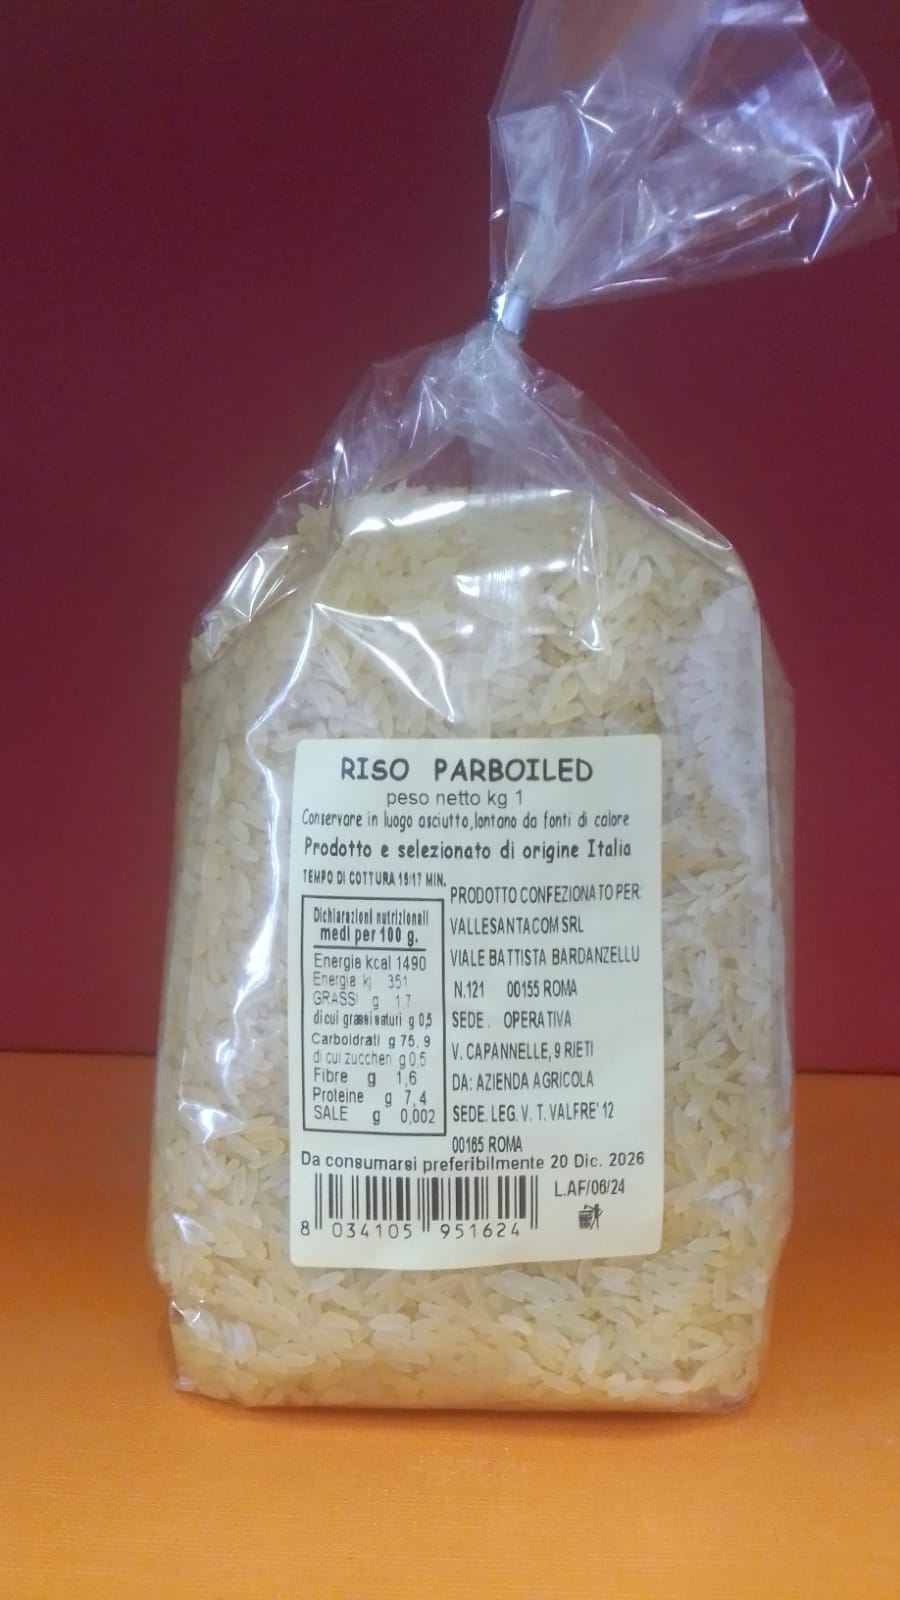 RISO PARBOILED
peso netto kg 1
Conservare in luogo asciutto,lontano da fonti di calore
Prodotto e selezionato di origine Italia
TEMPO DI COTTURA 15/17 MIN.
Dichiarazioni nutrizionali
medi per 100 g.
Energia kcal 1490
Energia kj 351
GRASSI g 1.7
di cui grassi saturi g 0,5
Carboidrati g 75,9
di cui zuccheri g 0,5
Fibre g 1,6
Proteine g 7,4
SALE g 0,002
PRODOTTO CONFEZIONATO PER:
VALLESANTACOM SRL
VIALE BATTISTA BARDANZELLU
N.121 00155 ROMA
SEDE. OPERATIVA
V. CAPANNELLE, 9 RIETI
DA: AZIENDA AGRICOLA
SEDE. LEG. V. T. VALFRE' 12
00165 ROMA
Da consumarsi preferibilmente 20 Dic. 2026
L.AF/06/24
8 034105 951624